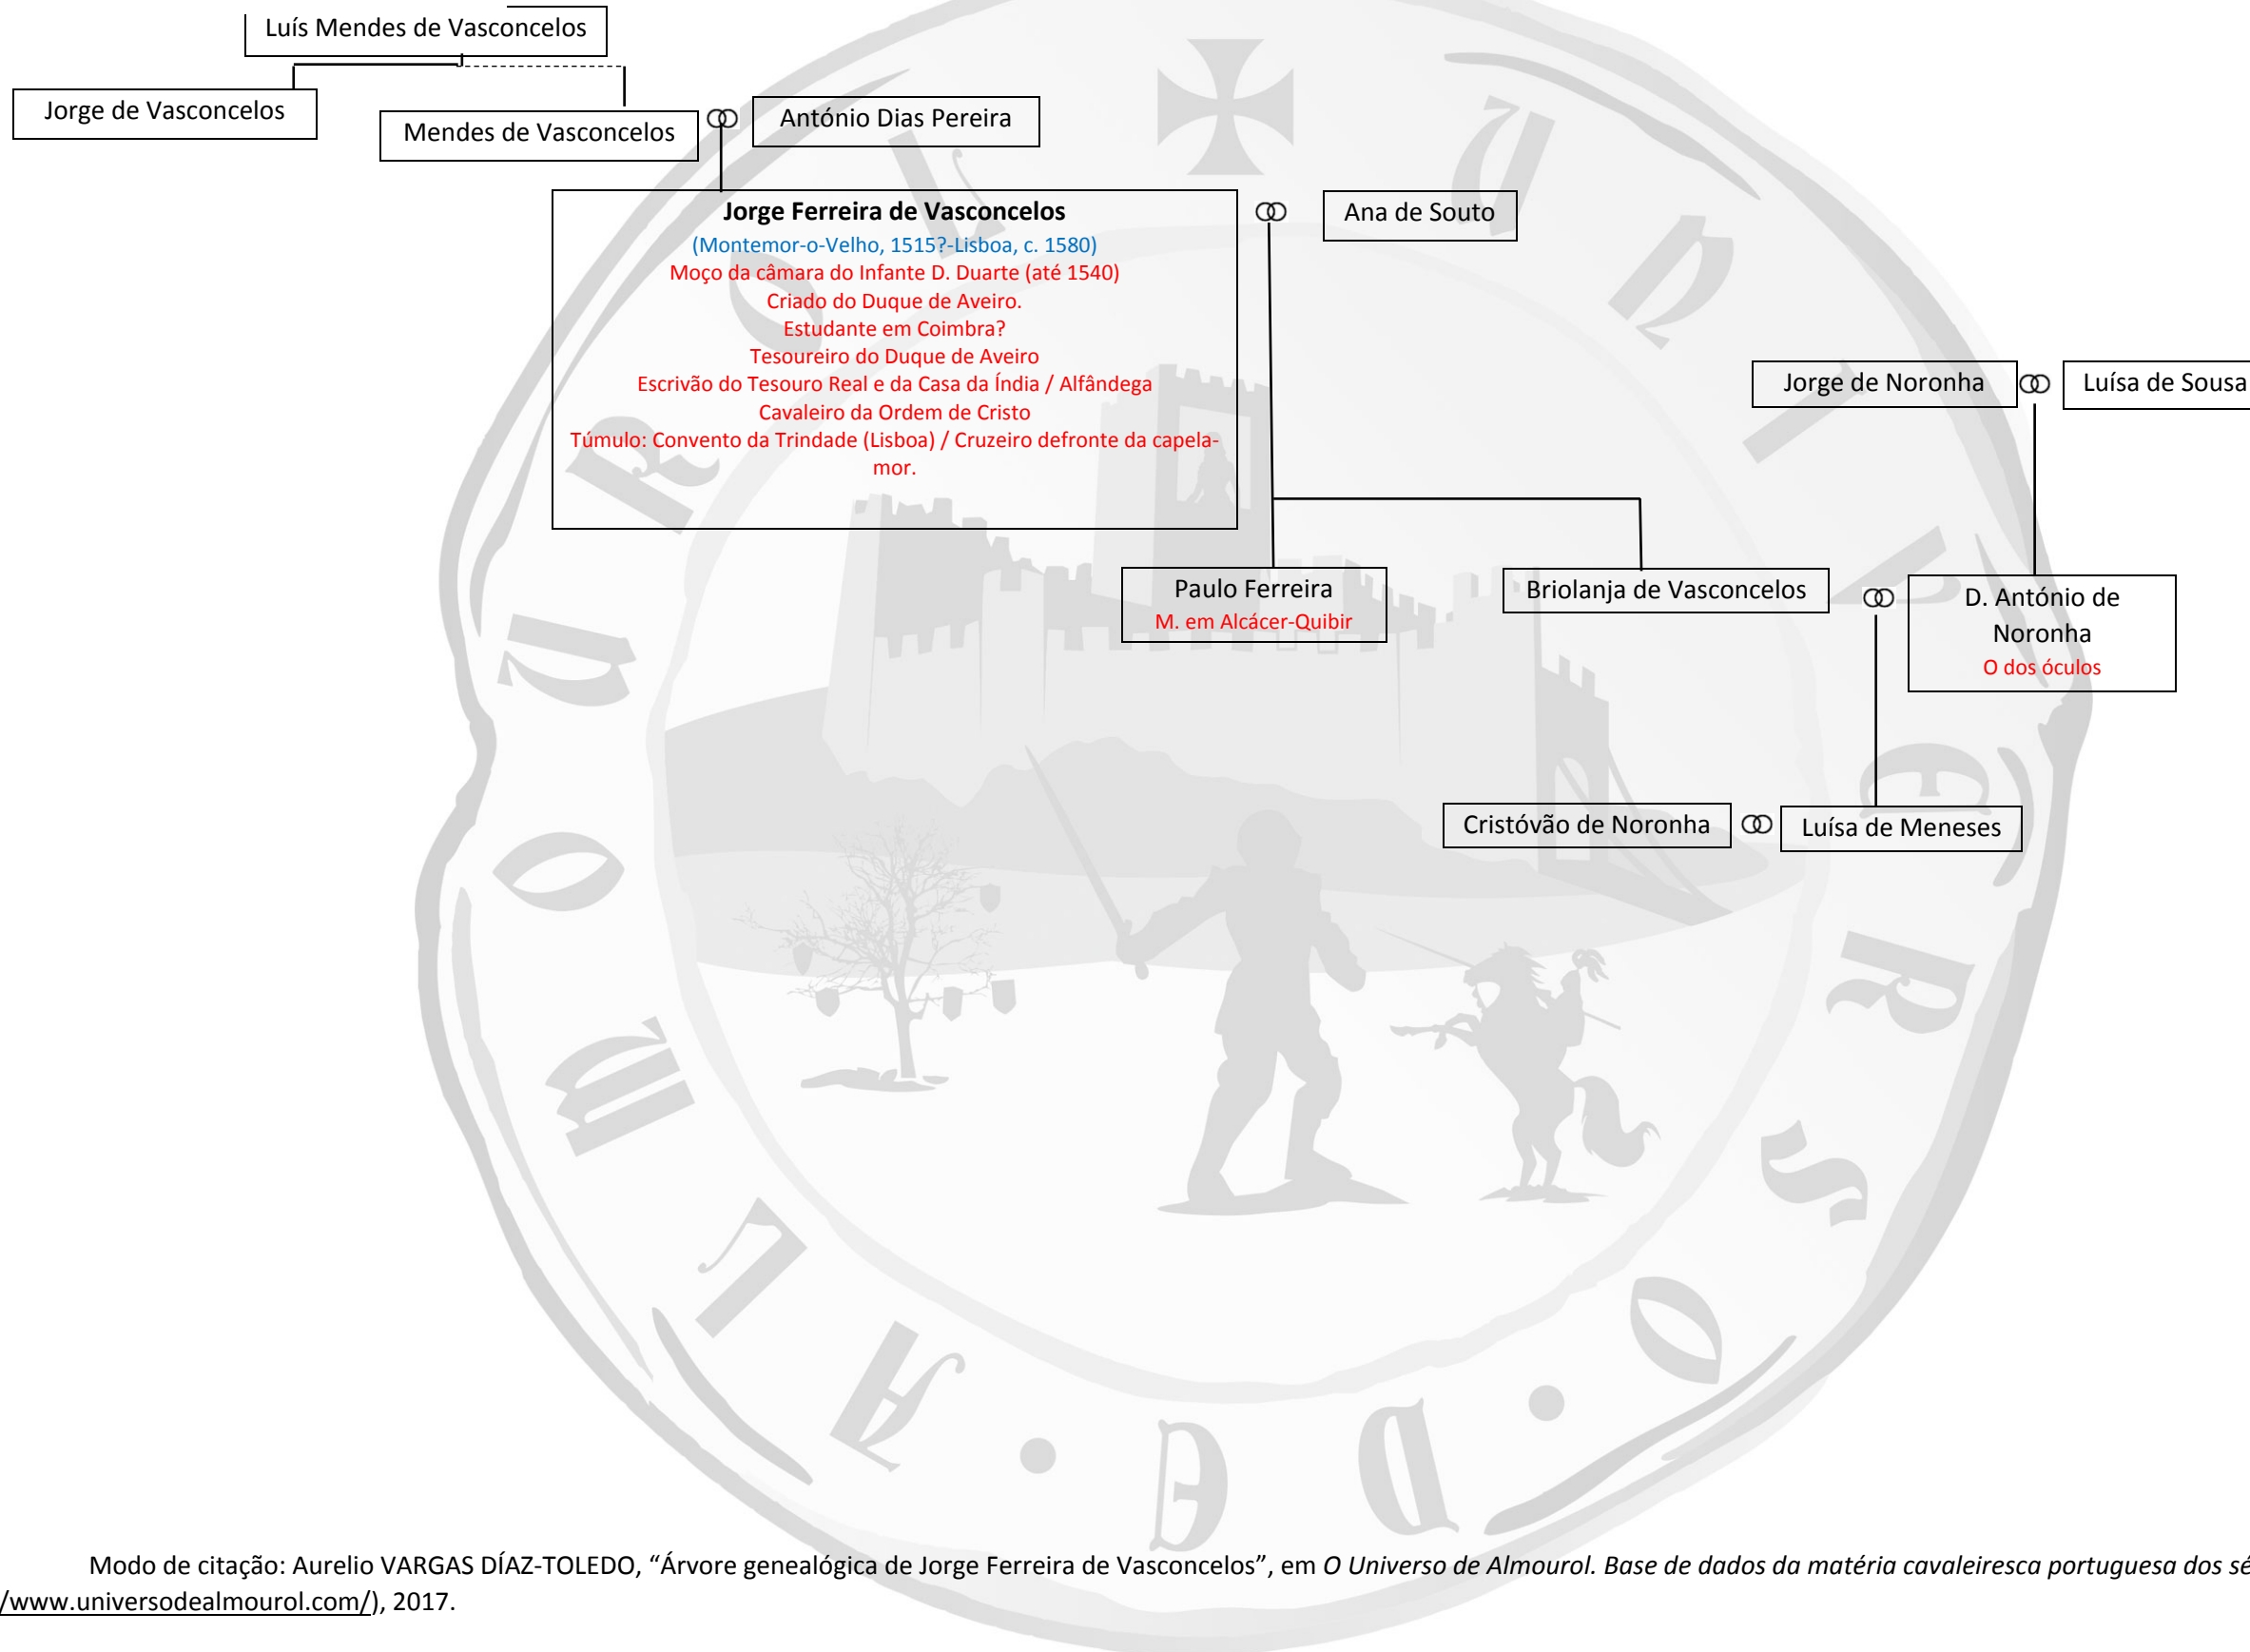 Luís Mendes de Vasconcelos
Jorge de Vasconcelos
Mendes de Vasconcelos
António Dias Pereira
Jorge Ferreira de Vasconcelos
(Montemor-o-Velho, 1515?-Lisboa, c. 1580)
Moço da câmara do Infante D. Duarte (até 1540)
Criado do Duque de Aveiro.
Estudante em Coimbra?
Tesoureiro do Duque de Aveiro
Escrivão do Tesouro Real e da Casa da Índia / Alfândega
Cavaleiro da Ordem de Cristo
Túmulo: Convento da Trindade (Lisboa) / Cruzeiro defronte da capela-
mor.
Ana de Souto
Jorge de Noronha
Luísa de Sousa
Paulo Ferreira
M. em Alcácer-Quibir
Briolanja de Vasconcelos
D. António de
Noronha
O dos óculos
Cristóvão de Noronha
Luísa de Meneses
UNIVERSO · DE · ALMOUROL
Modo de citação: Aurelio VARGAS DÍAZ-TOLEDO, “Árvore genealógica de Jorge Ferreira de Vasconcelos”, em O Universo de Almourol. Base de dados da matéria cavaleiresca portuguesa dos sé
/www.universodealmourol.com/), 2017.